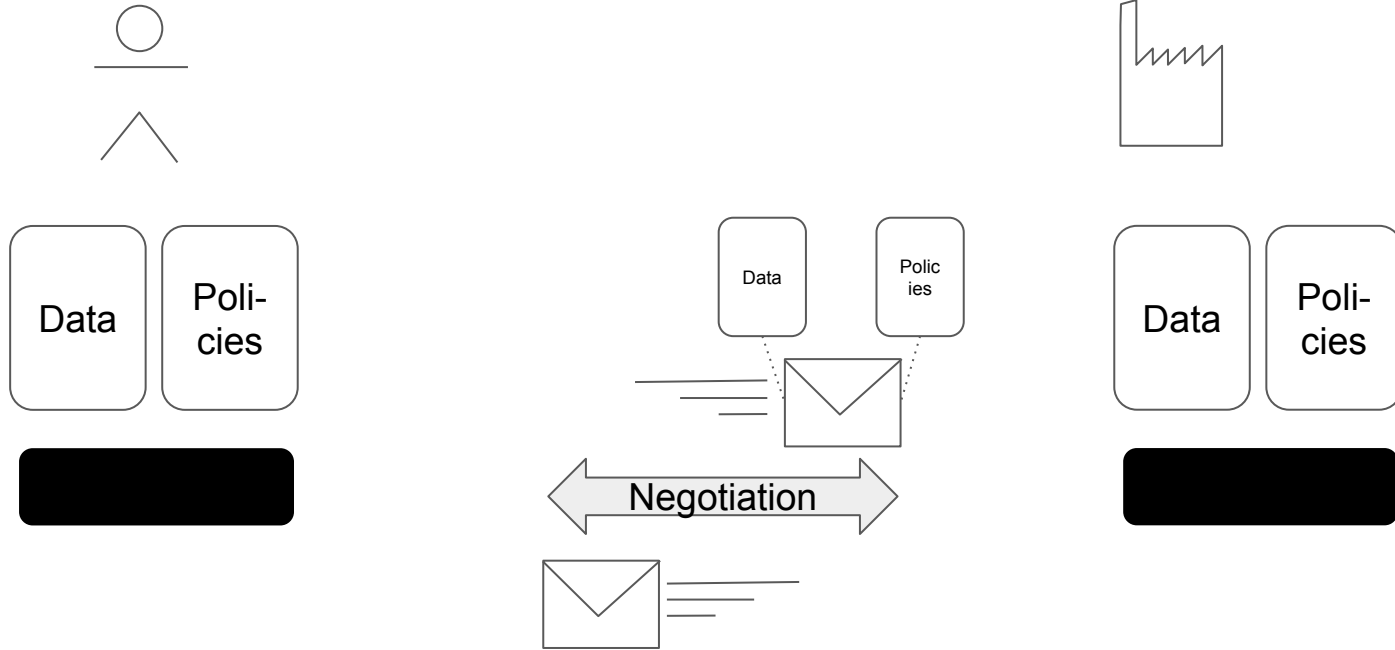 Data
Poli-
cies
Data
Polic
ies
Data
Poli-
cies
Negotiation